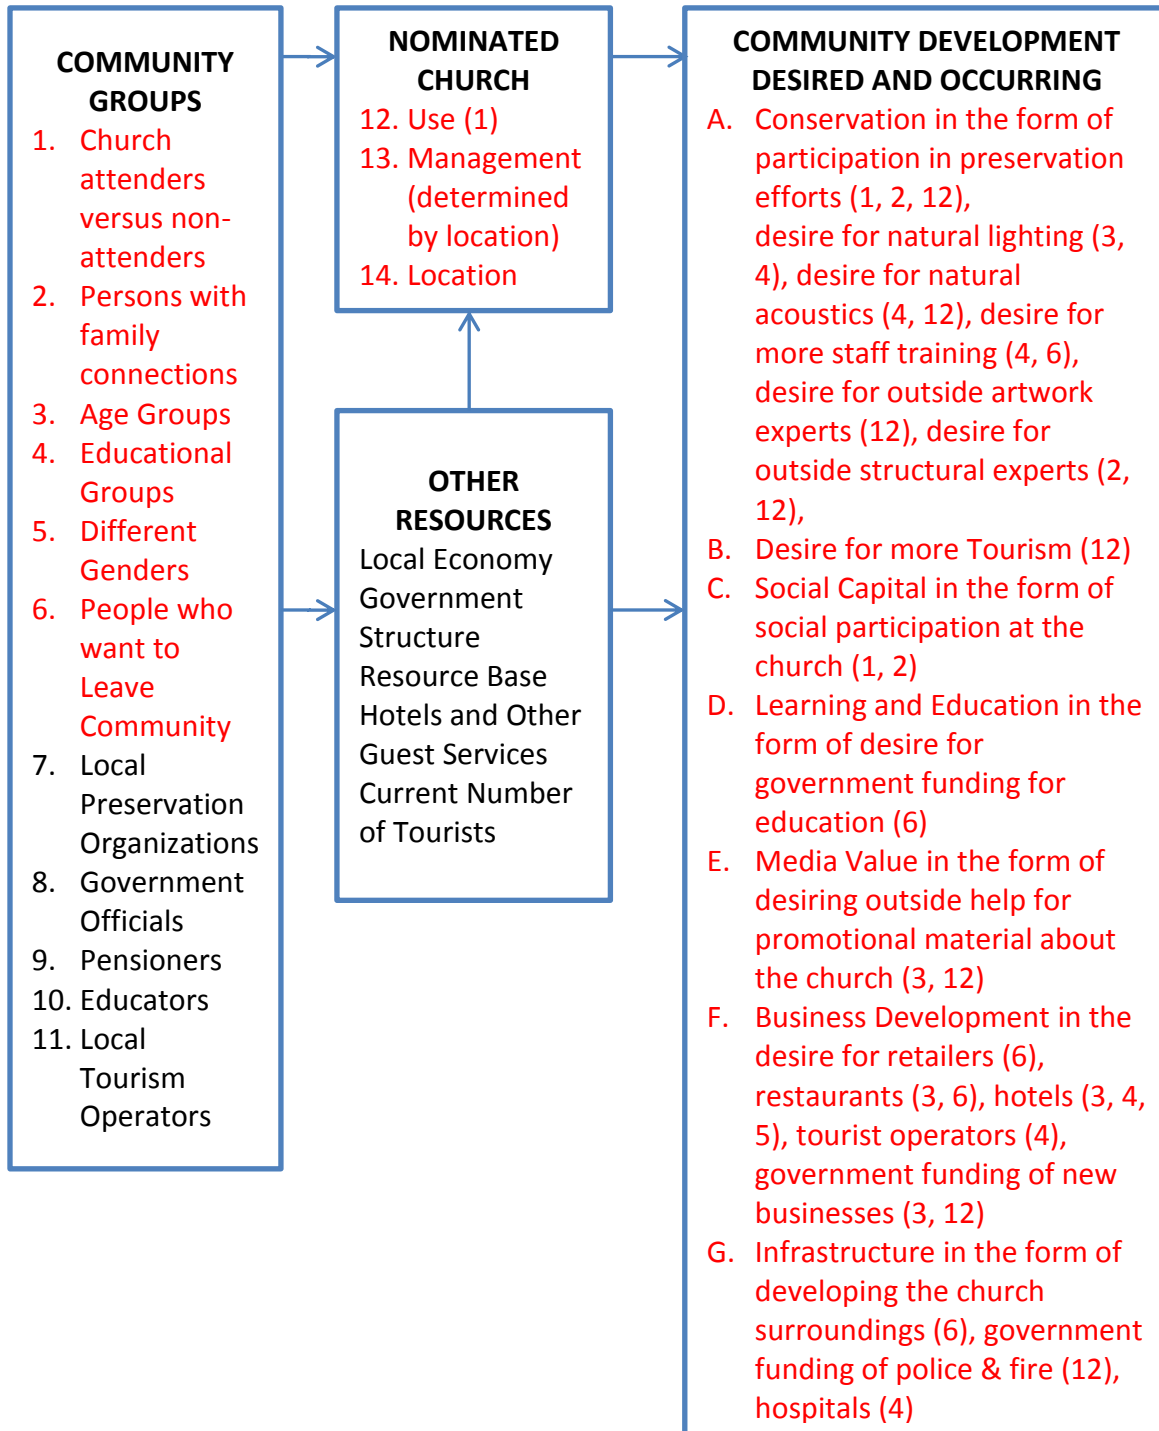 COMMUNITY
GROUPS
1. Church
attenders
versus non-
attenders
2. Persons with
family
connections
3. Age Groups
4. Educational
Groups
5. Different
Genders
6. People who
want to
Leave
Community
7. Local
Preservation
Organizations
8. Government
Officials
9. Pensioners
10. Educators
11. Local
Tourism
Operators
NOMINATED
CHURCH
12. Use (1)
13. Management
(determined
by location)
14. Location
OTHER
RESOURCES
Local Economy
Government
Structure
Resource Base
Hotels and Other
Guest Services
Current Number
of Tourists
COMMUNITY DEVELOPMENT
DESIRED AND OCCURRING
A. Conservation in the form of
participation in preservation
efforts (1, 2, 12),
desire for natural lighting (3,
4), desire for natural
acoustics (4, 12), desire for
more staff training (4, 6),
desire for outside artwork
experts (12), desire for
outside structural experts (2,
12),
B. Desire for more Tourism (12)
C. Social Capital in the form of
social participation at the
church (1, 2)
D. Learning and Education in the
form of desire for
government funding for
education (6)
E. Media Value in the form of
desiring outside help for
promotional material about
the church (3, 12)
F. Business Development in the
desire for retailers (6),
restaurants (3, 6), hotels (3, 4,
5), tourist operators (4),
government funding of new
businesses (3, 12)
G. Infrastructure in the form of
developing the church
surroundings (6), government
funding of police & fire (12),
hospitals (4)